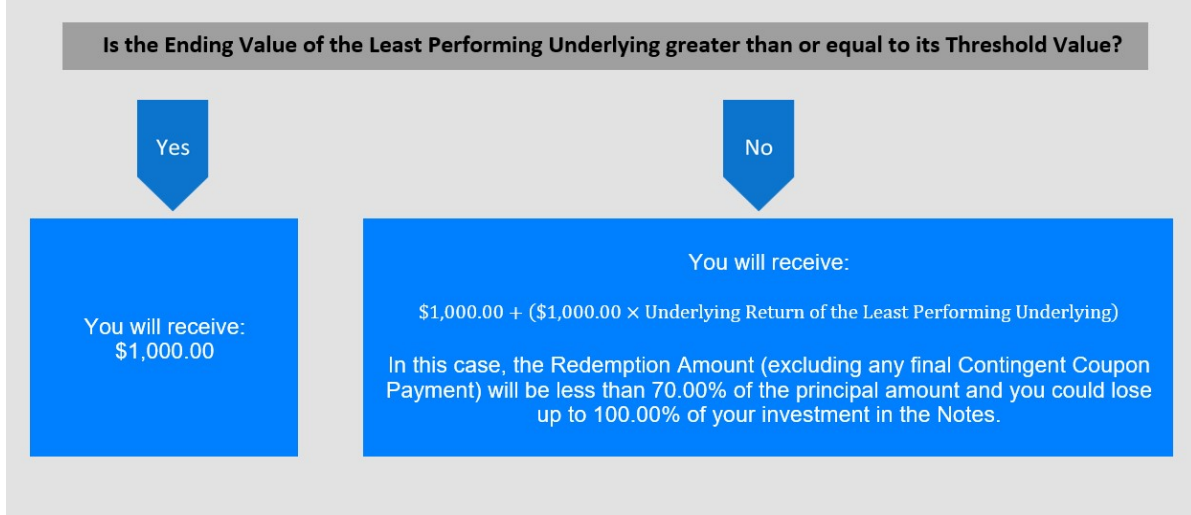 Is the Ending Value of the Least Performing Underlying greater than or equal to its Threshold Value?
Yes
No
You will receive:
$1,000.00
You will receive:
$1,000.00 + ($1,000.00 × Underlying Return of the Least Performing Underlying)
In this case, the Redemption Amount (excluding any final Contingent Coupon
Payment) will be less than 70.00% of the principal amount and you could lose
up to 100.00% of your investment in the Notes.